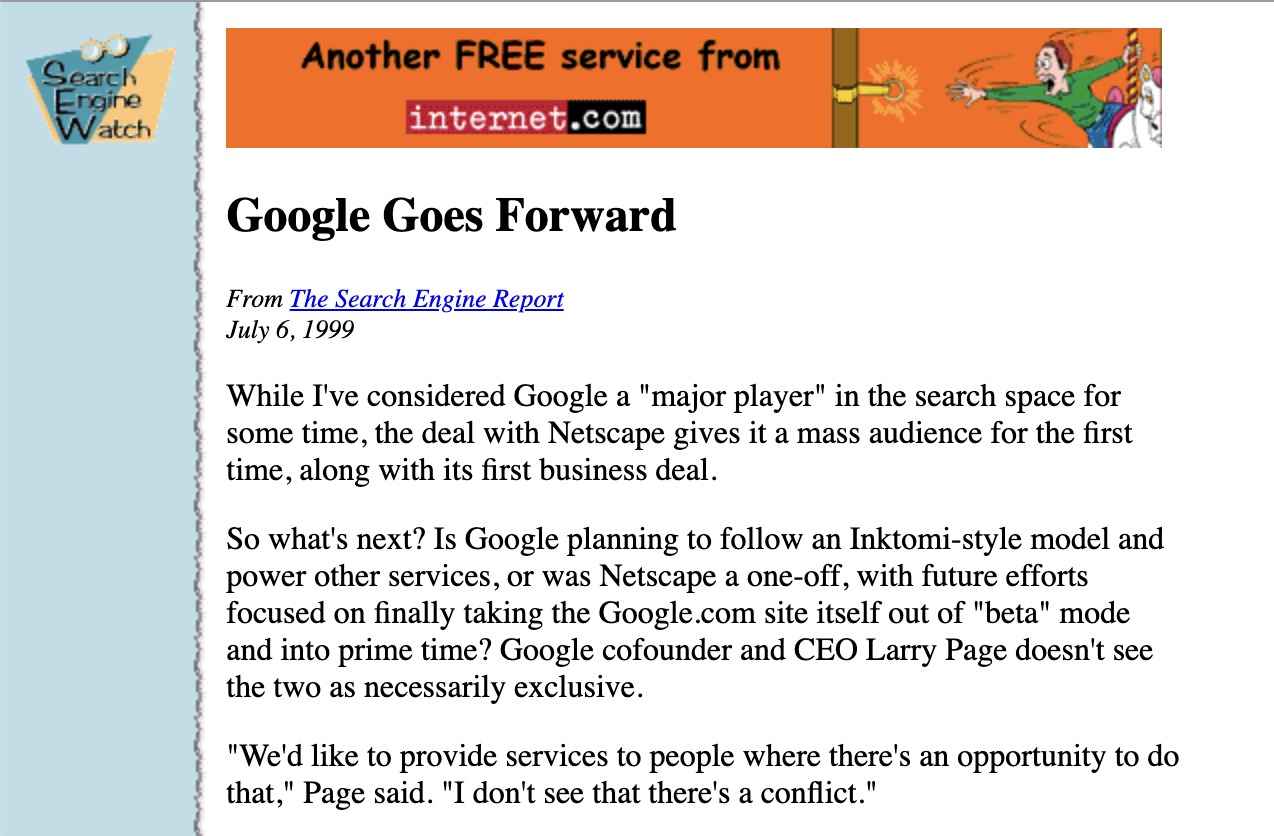 Search
Engine
Watch
Another FREE service from
internet.com
Google Goes Forward
From The Search Engine Report
July 6, 1999
While I've considered Google a "major player" in the search space for
some time, the deal with Netscape gives it a mass audience for the first
time, along with its first business deal.
So what's next? Is Google planning to follow an Inktomi-style model and
power other services, or was Netscape a one-off, with future efforts
focused on finally taking the Google.com site itself out of "beta" mode
and into prime time? Google cofounder and CEO Larry Page doesn't see
the two as necessarily exclusive.
"We'd like to provide services to people where there's an opportunity to do
that," Page said. "I don't see that there's a conflict."